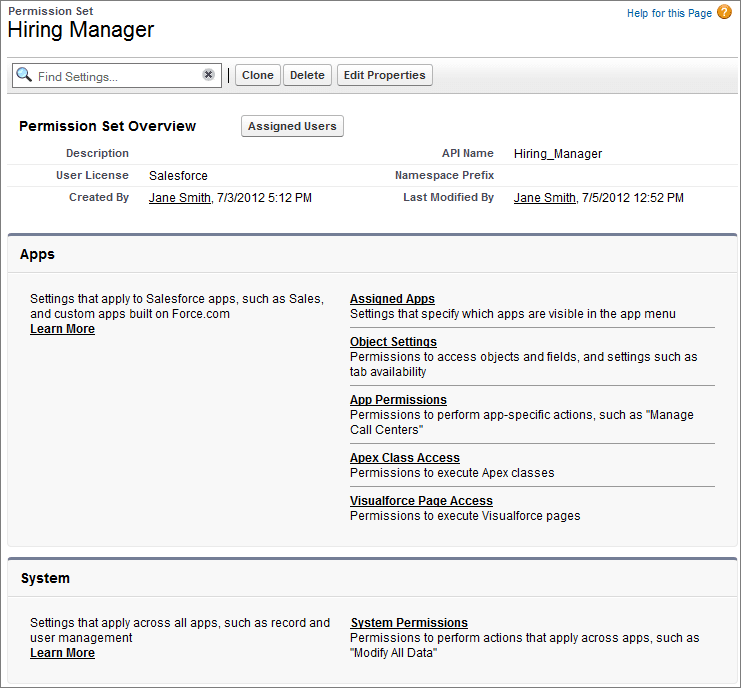 Permission Set
Hiring Manager
Help for this Page ?
Find Settings...
Clone
Delete
Edit Properties
Permission Set Overview
Assigned Users
Description
API Name Hiring_Manager
User License Salesforce
Namespace Prefix
Created By Jane Smith, 7/3/2012 5:12 PM
Last Modified By Jane Smith, 7/5/2012 12:52 PM
Apps
Settings that apply to Salesforce apps, such as Sales,
and custom apps built on Force.com
Learn More
Assigned Apps
Settings that specify which apps are visible in the app menu
Object Settings
Permissions to access objects and fields, and settings such as
tab availability
App Permissions
Permissions to perform app-specific actions, such as "Manage
Call Centers"
Apex Class Access
Permissions to execute Apex classes
Visualforce Page Access
Permissions to execute Visualforce pages
System
Settings that apply across all apps, such as record and
user management
Learn More
System Permissions
Permissions to perform actions that apply across apps, such as
"Modify All Data"